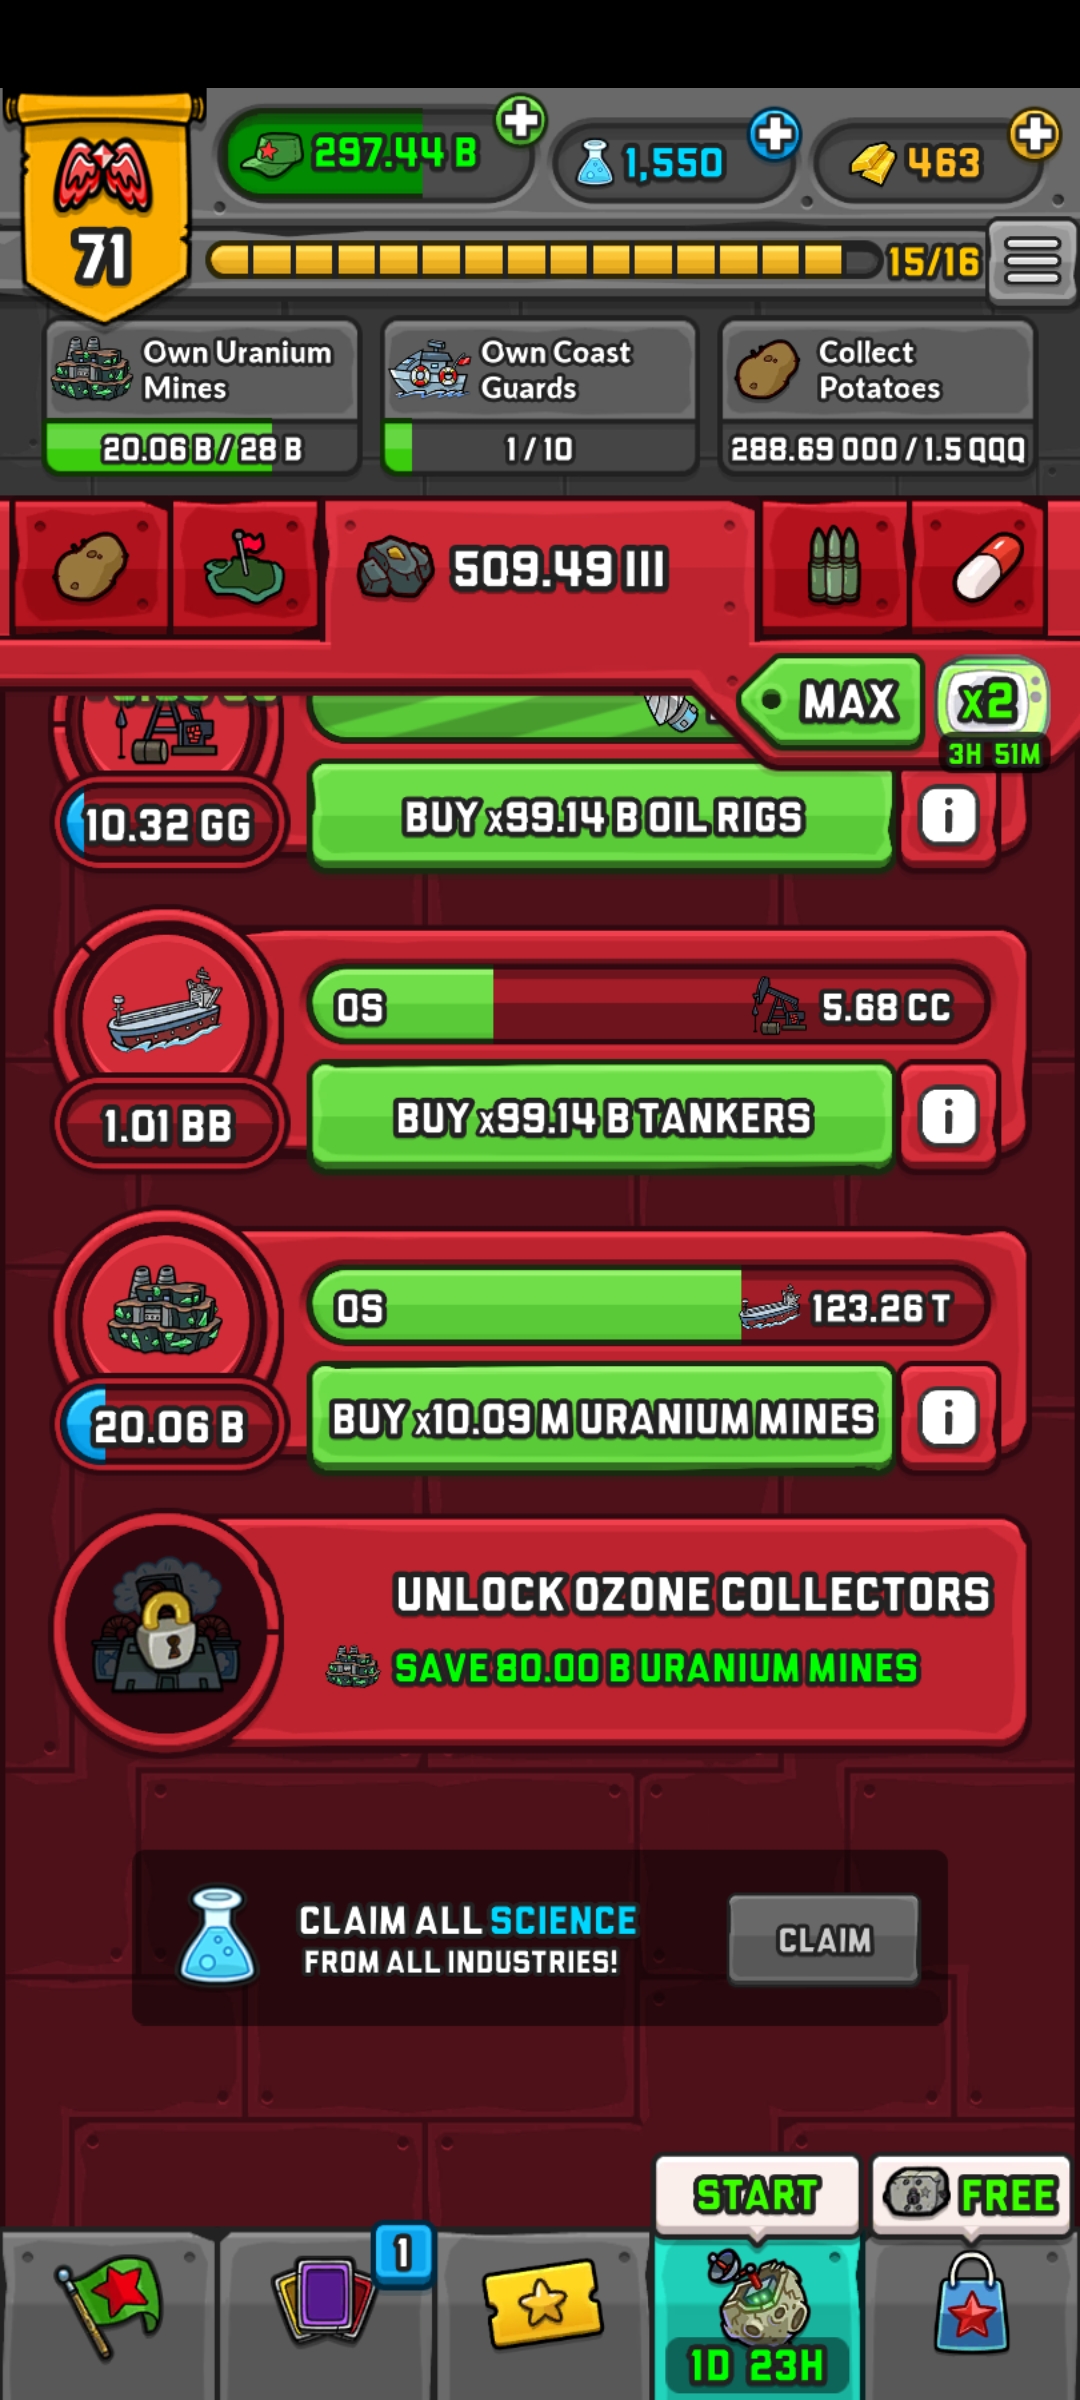 297.44 B
1,550
463
71
15/16
Own Uranium
Mines
20.06 B / 28 B
Own Coast
Guards
1 / 10
Collect
Potatoes
288.69 OOO / 1.5 QQQ
509.49 III
MAX
x2
3H 51M
10.32 GG
BUY x99.14 B OIL RIGS
i
0S
5.68 CC
1.01 BB
BUY x99.14 B TANKERS
i
0S
123.26 T
20.06 B
BUY x10.09 M URANIUM MINES
i
UNLOCK OZONE COLLECTORS
SAVE 80.00 B URANIUM MINES
CLAIM ALL SCIENCE
FROM ALL INDUSTRIES!
CLAIM
START
FREE
1
1D 23H